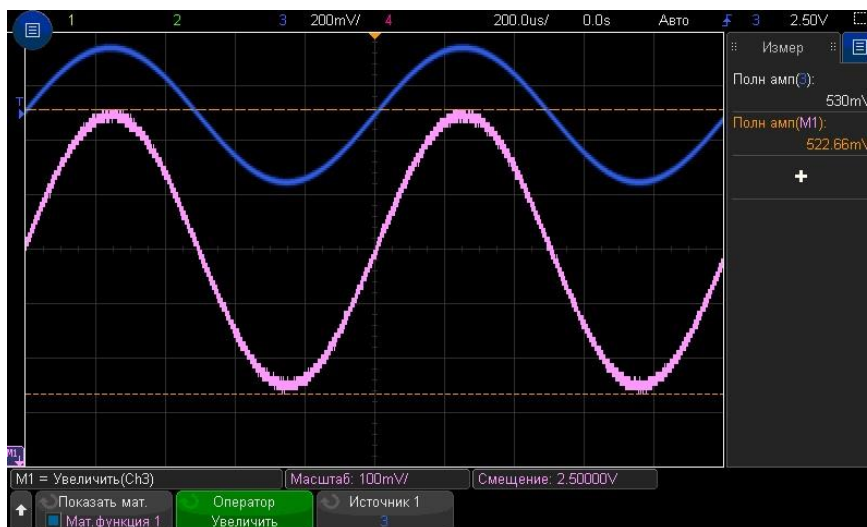 1 2 3 200mV/ 4 200.0us/ 0.0s Авто 3 2.50V
Измер
Полн амп(3):
530mV
Полн амп(M1):
522.66mV
+
T
M1
M1 = Увеличить(Ch3) Масштаб: 100mV/ Смещение: 2.50000V
Показать мат. Оператор Источник 1
Мат.функция 1 Увеличить 3